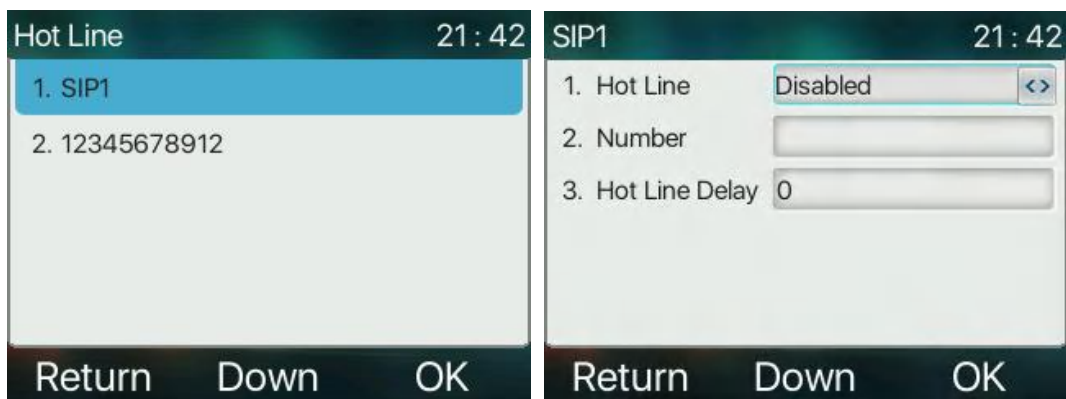 Hot Line 21:42
1. SIP1
2. 12345678912
Return Down OK
SIP1 21:42
1. Hot Line Disabled <>
2. Number
3. Hot Line Delay 0
Return Down OK